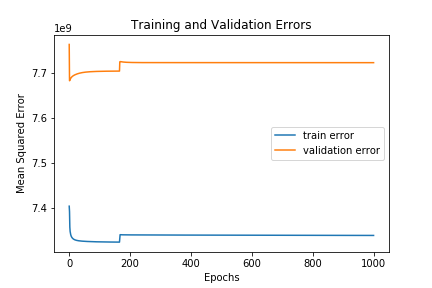 Training and Validation Errors
1e9
7.7
7.6
7.5
7.4
Mean Squared Error
train error
validation error
0
200
400
600
800
1000
Epochs